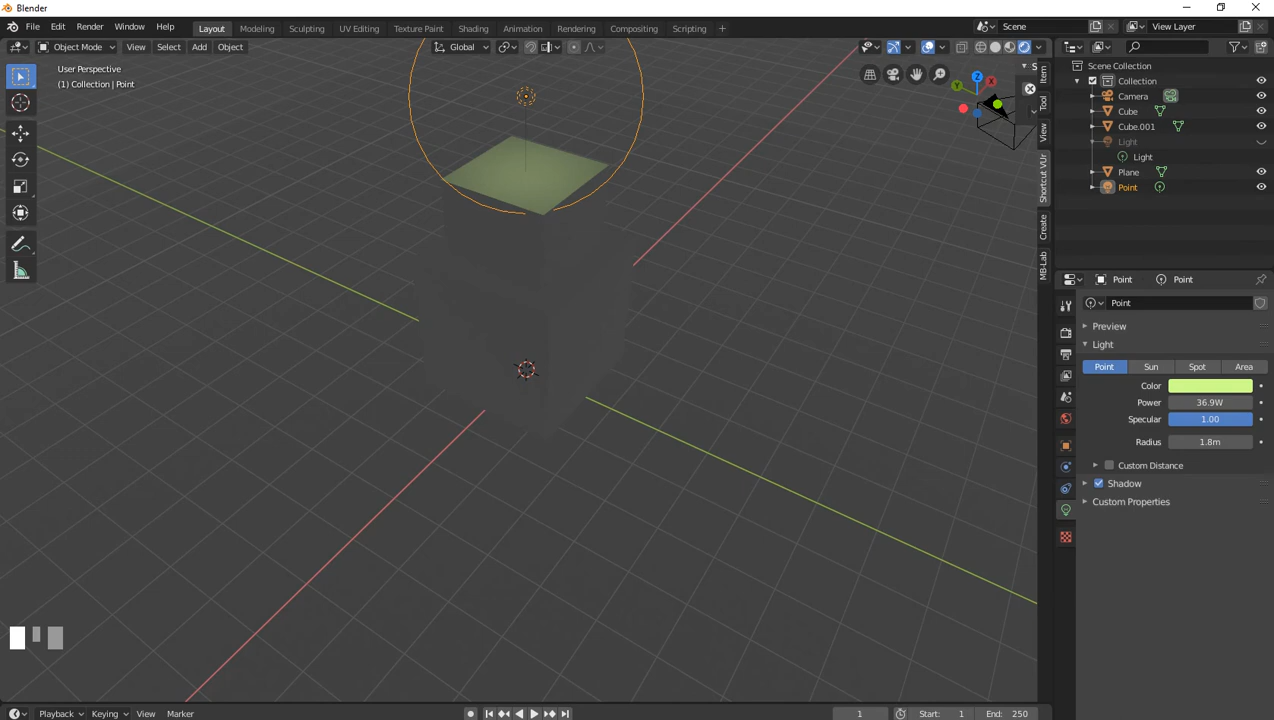 Blender
File Edit Render Window Help
Layout Modeling Sculpting UV Editing Texture Paint Shading Animation Rendering Compositing Scripting +
Scene
View Layer
Object Mode View Select Add Object
Global
User Perspective
(1) Collection | Point
Z
X
Y
S
Item
Tool
View
Shortcut VUr
Create
MB-Lab
Scene Collection
Collection
Camera
Cube
Cube.001
Light
Light
Plane
Point
Point Point
Point
Preview
Light
Point Sun Spot Area
Color
Power 36.9W
Specular 1.00
Radius 1.8m
Custom Distance
Shadow
Custom Properties
Playback Keying View Marker
1
Start: 1 End: 250